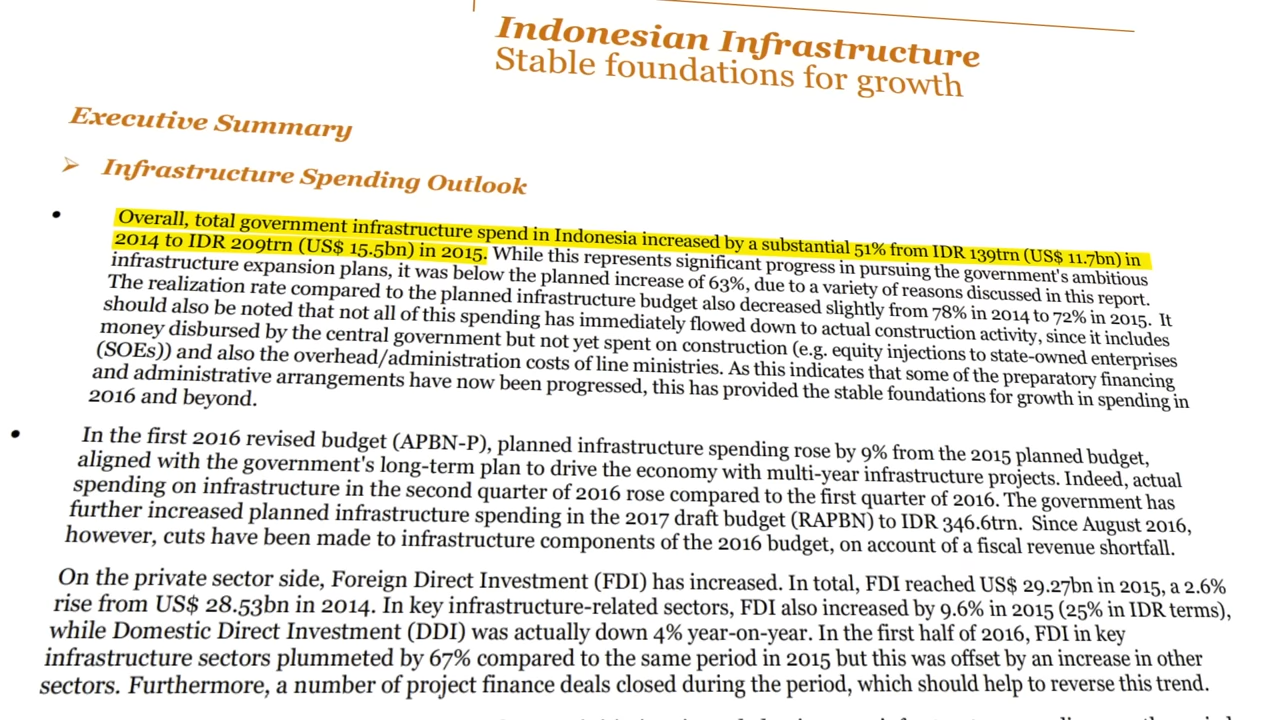 Indonesian Infrastructure
Stable foundations for growth
Executive Summary
➢ Infrastructure Spending Outlook
• Overall, total government infrastructure spend in Indonesia increased by a substantial 51% from IDR 139trn (US$ 11.7bn) in
2014 to IDR 209trn (US$ 15.5bn) in 2015. While this represents significant progress in pursuing the government's ambitious
infrastructure expansion plans, it was below the planned increase of 63%, due to a variety of reasons discussed in this report.
The realization rate compared to the planned infrastructure budget also decreased slightly from 78% in 2014 to 72% in 2015. It
should also be noted that not all of this spending has immediately flowed down to actual construction activity, since it includes
money disbursed by the central government but not yet spent on construction (e.g. equity injections to state-owned enterprises
(SOEs)) and also the overhead/administration costs of line ministries. As this indicates that some of the preparatory financing
and administrative arrangements have now been progressed, this has provided the stable foundations for growth in spending in
2016 and beyond.
• In the first 2016 revised budget (APBN-P), planned infrastructure spending rose by 9% from the 2015 planned budget,
aligned with the government's long-term plan to drive the economy with multi-year infrastructure projects. Indeed, actual
spending on infrastructure in the second quarter of 2016 rose compared to the first quarter of 2016. The government has
further increased planned infrastructure spending in the 2017 draft budget (RAPBN) to IDR 346.6trn. Since August 2016,
however, cuts have been made to infrastructure components of the 2016 budget, on account of a fiscal revenue shortfall.
On the private sector side, Foreign Direct Investment (FDI) has increased. In total, FDI reached US$ 29.27bn in 2015, a 2.6%
rise from US$ 28.53bn in 2014. In key infrastructure-related sectors, FDI also increased by 9.6% in 2015 (25% in IDR terms),
while Domestic Direct Investment (DDI) was actually down 4% year-on-year. In the first half of 2016, FDI in key
infrastructure sectors plummeted by 67% compared to the same period in 2015 but this was offset by an increase in other
sectors. Furthermore, a number of project finance deals closed during the period, which should help to reverse this trend.